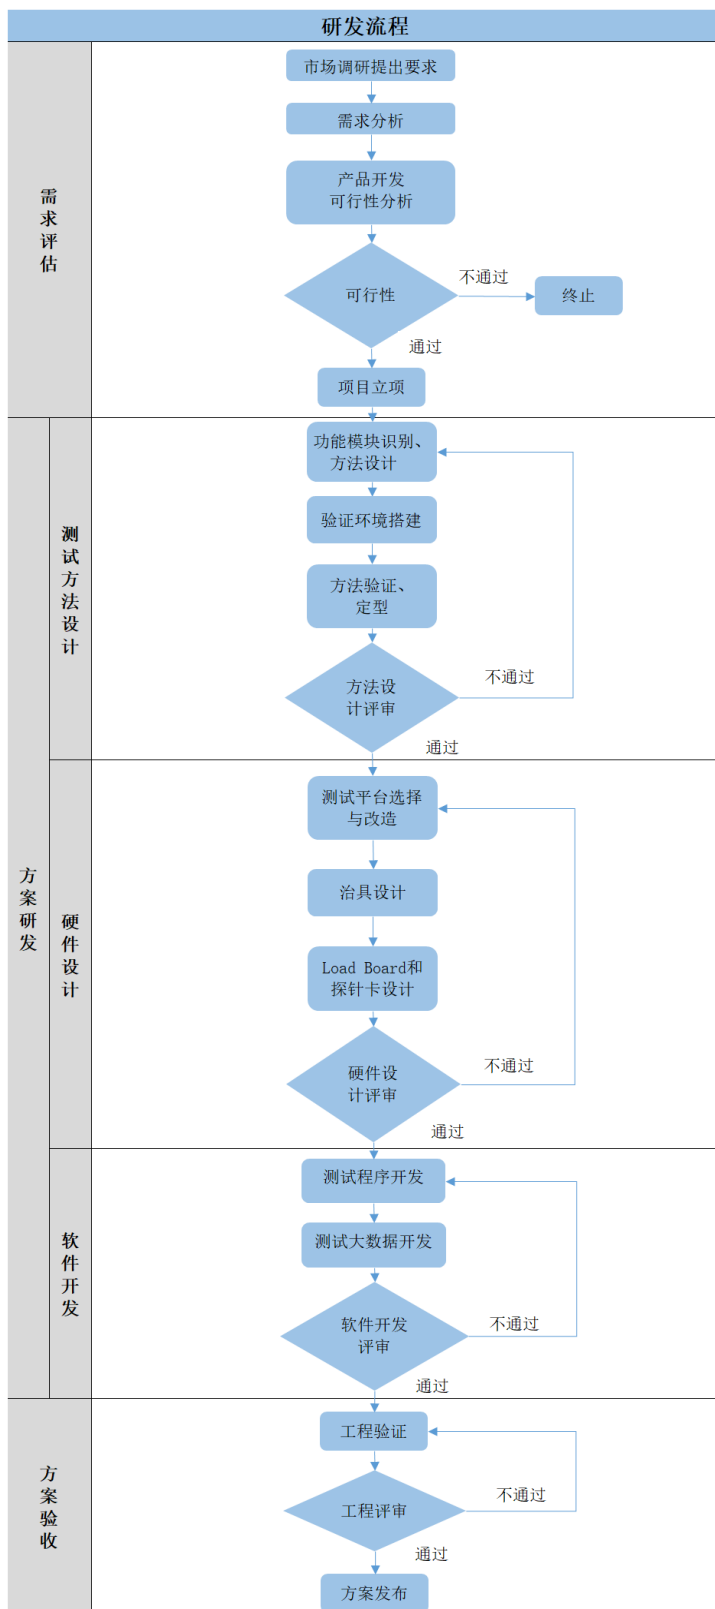 研发流程
需求评估
市场调研提出要求
需求分析
产品开发
可行性分析
可行性
不通过
终止
通过
项目立项
方案研发
测试方法设计
功能模块识别、
方法设计
验证环境搭建
方法验证、
定型
方法设
计评审
不通过
通过
硬件设计
测试平台选择
与改造
治具设计
Load Board和
探针卡设计
硬件设
计评审
不通过
通过
软件开发
测试程序开发
测试大数据开发
软件开发
评审
不通过
通过
方案验收
工程验证
工程评审
不通过
通过
方案发布